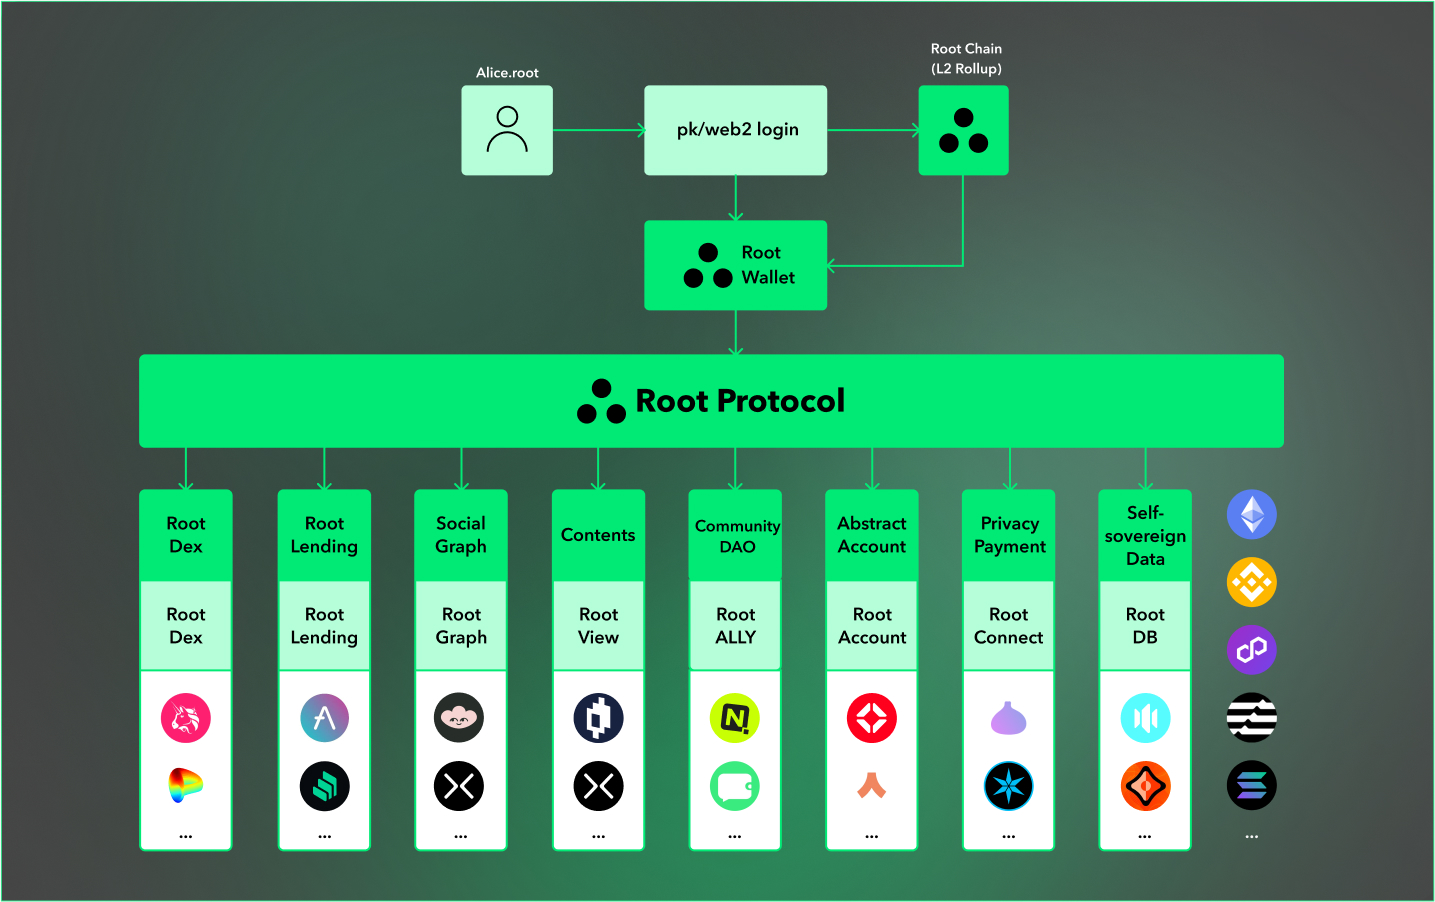 Root Chain
(L2 Rollup)
Alice.root
pk/web2 login
Root
Wallet
Root Protocol
Root
Dex
Root
Lending
Social
Graph
Contents
Community
DAO
Abstract
Account
Privacy
Payment
Self-
sovereign
Data
Root
Dex
Root
Lending
Root
Graph
Root
View
Root
ALLY
Root
Account
Root
Connect
Root
DB
N
...
...
...
...
...
...
...
...
...